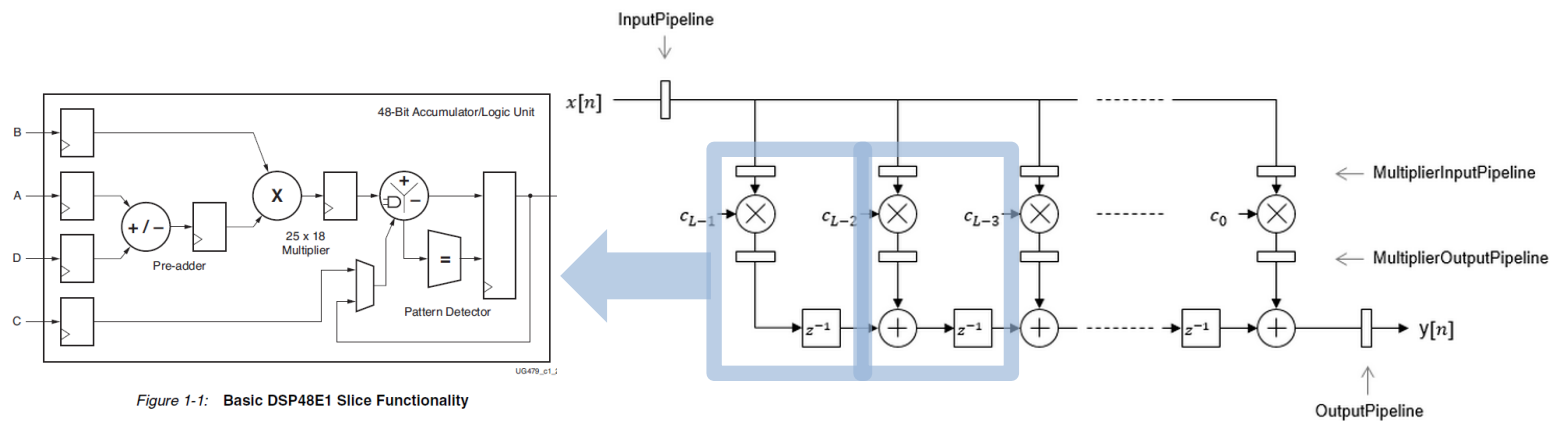 InputPipeline
x[n]
MultiplierInputPipeline
c_{L-1}
c_{L-2}
c_{L-3}
c_0
MultiplierOutputPipeline
z^{-1}
z^{-1}
z^{-1}
y[n]
OutputPipeline
48-Bit Accumulator/Logic Unit
B
A
D
C
+ / -
Pre-adder
X
25 x 18
Multiplier
+
-
=
Pattern Detector
UG479_c1_
Figure 1-1: Basic DSP48E1 Slice Functionality